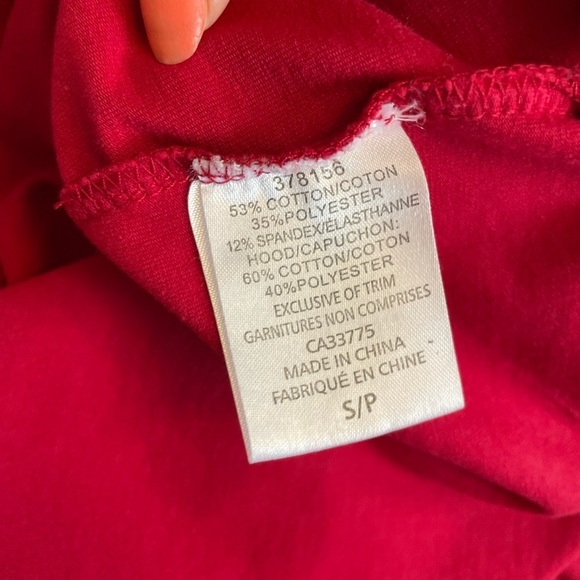 378156
53% COTTON/COTON
35%POLYESTER
12% SPANDEX/ÉLASTHANNE
HOOD/CAPUCHON:
60% COTTON/COTON
40%POLYESTER
EXCLUSIVE OF TRIM
GARNITURES NON COMPRISES
CA33775
MADE IN CHINA
FABRIQUÉ EN CHINE
S/P